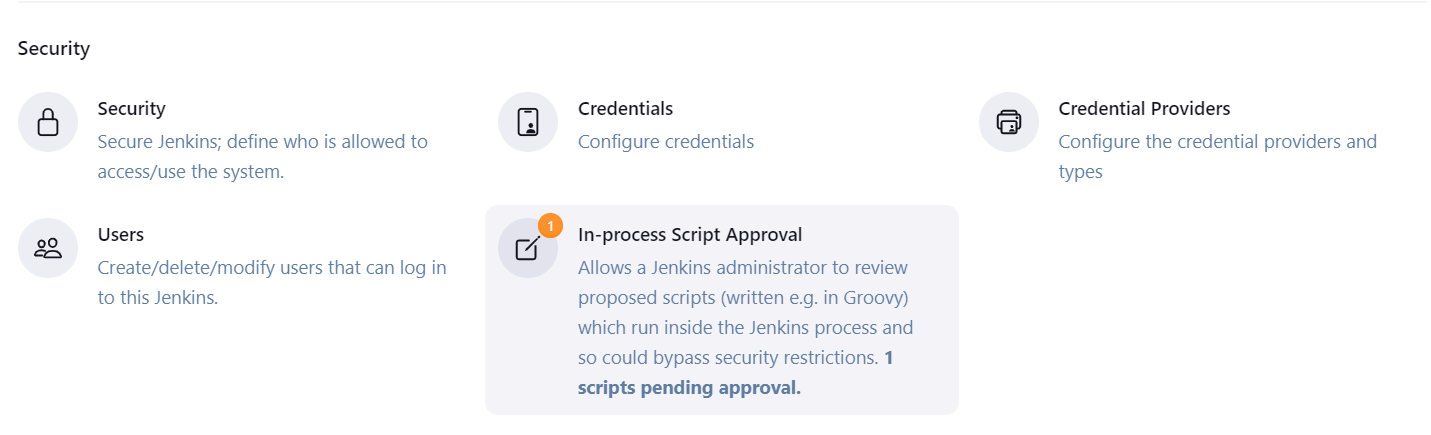 Security
Security
Secure Jenkins; define who is allowed to
access/use the system.
Credentials
Configure credentials
Credential Providers
Configure the credential providers and
types
Users
Create/delete/modify users that can log in
to this Jenkins.
1
In-process Script Approval
Allows a Jenkins administrator to review
proposed scripts (written e.g. in Groovy)
which run inside the Jenkins process and
so could bypass security restrictions. 1
scripts pending approval.